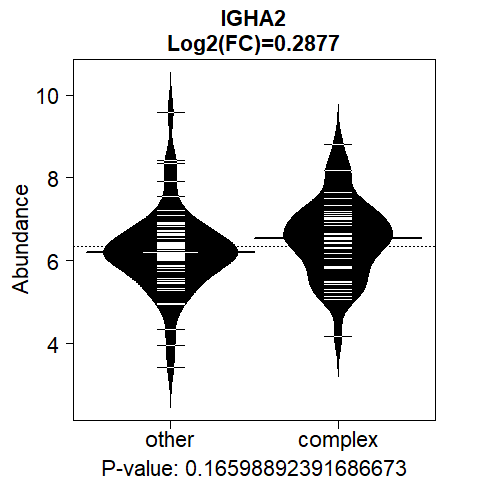 IGHA2
Log2(FC)=0.2877
Abundance
10
8
6
4
other
complex
P-value: 0.16598892391686673